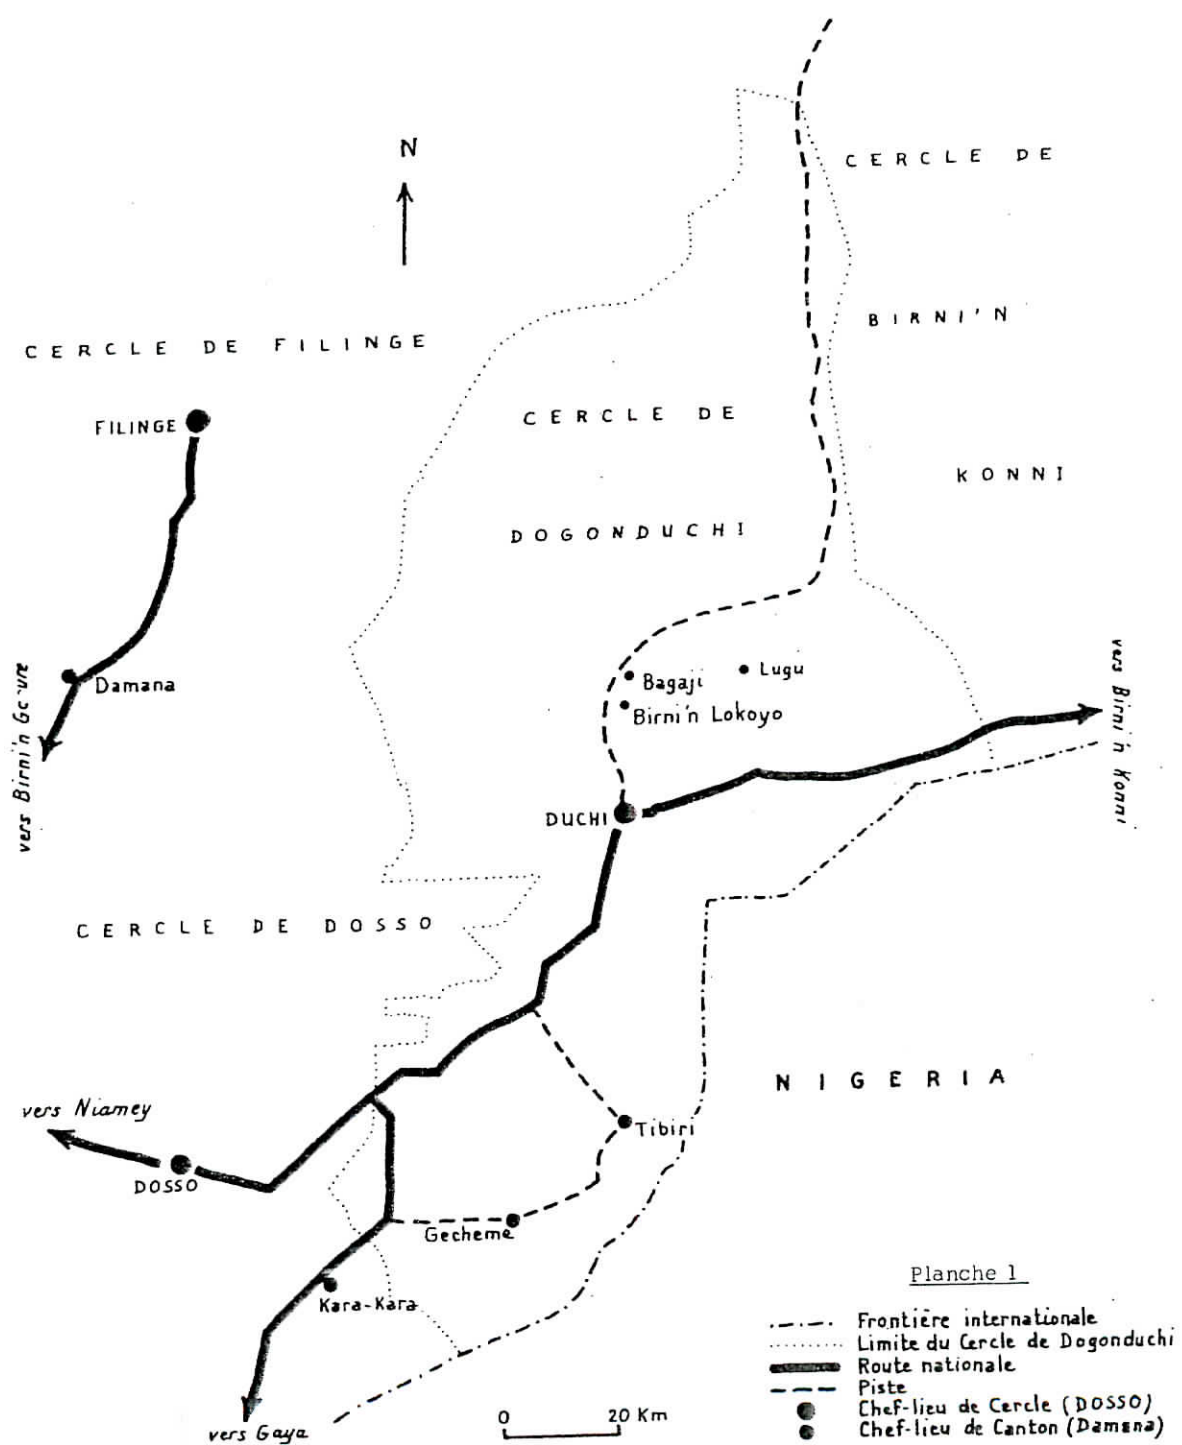 N
CERCLE DE
BIRNI'N
KONNI
CERCLE DE FILINGE
FILINGE
CERCLE DE
DOGONDUCHI
Damana
vers Birni'n
Bagaji
Lugu
Birni'n Lokoyo
vers Birni'n Konni
DUCHI
CERCLE DE DOSSO
NIGERIA
vers Niamey
DOSSO
Tibiri
Gecheme
Kara-Kara
vers Gaya
0 20 Km
Planche 1
Frontière internationale
Limite du Cercle de Dogonduchi
Route nationale
Piste
Chef-lieu de Cercle (DOSSO)
Chef-lieu de Canton (Damana)